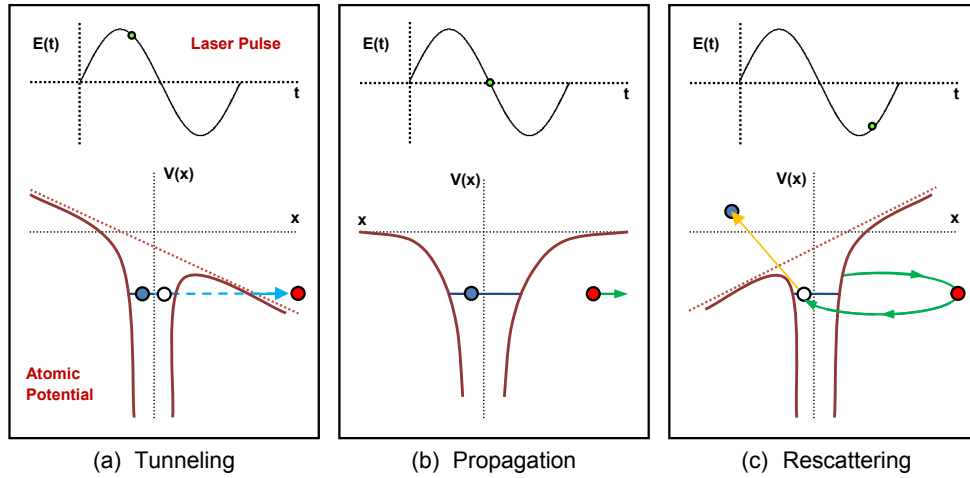 E(t)
Laser Pulse
t
V(x)
x
Atomic
Potential
(a) Tunneling
E(t)
t
V(x)
x
(b) Propagation
E(t)
t
V(x)
x
(c) Rescattering